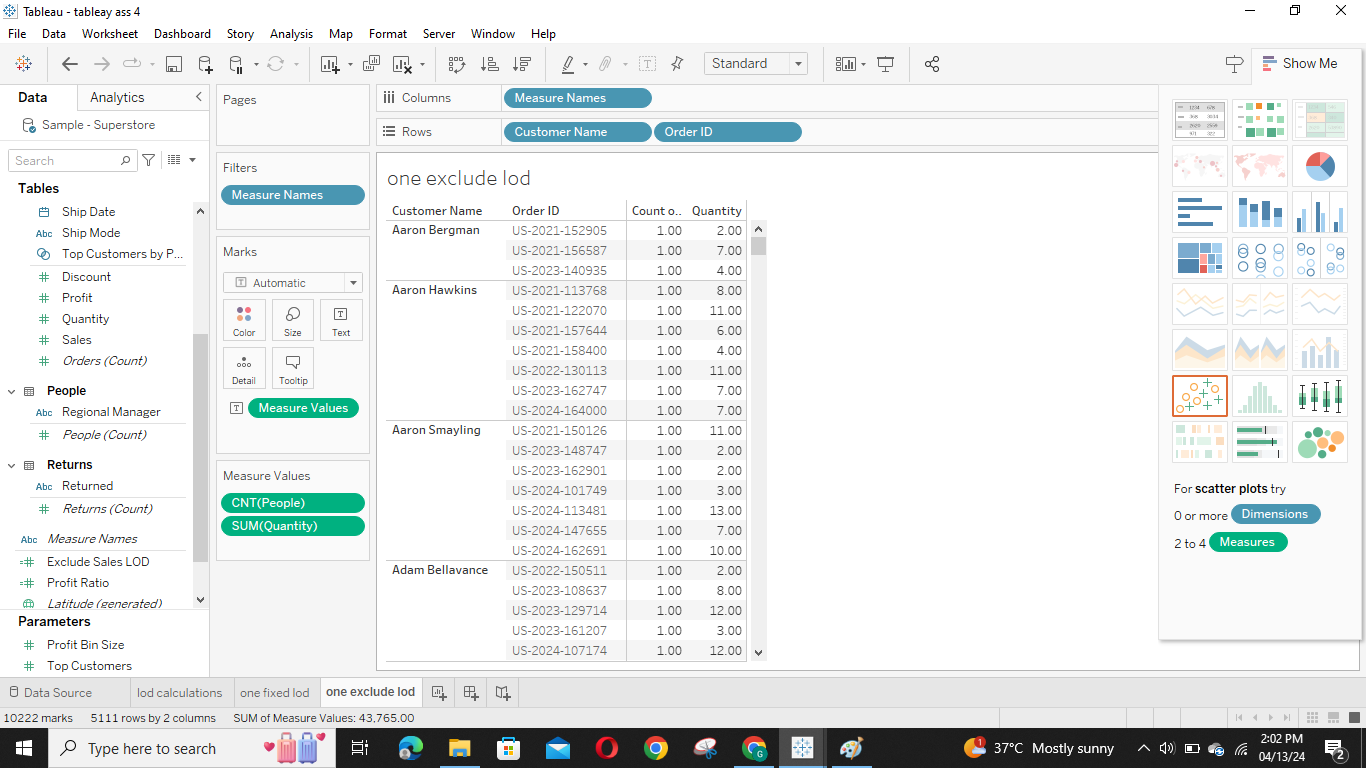 Tableau - tableay ass 4
File Data Worksheet Dashboard Story Analysis Map Format Server Window Help
Standard
Show Me
Data Analytics
Sample - Superstore
Search
Tables
Ship Date
Abc Ship Mode
Top Customers by P...
Discount
Profit
Quantity
Sales
Orders (Count)
People
Abc Regional Manager
People (Count)
Returns
Abc Returned
Returns (Count)
Abc Measure Names
Exclude Sales LOD
Profit Ratio
Latitude (generated)
Parameters
Profit Bin Size
Top Customers
Pages
Filters
Measure Names
Marks
Automatic
Color Size Text
Detail Tooltip
Measure Values
Measure Values
CNT(People)
SUM(Quantity)
Columns Measure Names
Rows Customer Name Order ID
one exclude lod
Customer Name Order ID Count o.. Quantity
Aaron Bergman US-2021-152905 1.00 2.00
US-2021-156587 1.00 7.00
US-2023-140935 1.00 4.00
Aaron Hawkins US-2021-113768 1.00 8.00
US-2021-122070 1.00 11.00
US-2021-157644 1.00 6.00
US-2021-158400 1.00 4.00
US-2022-130113 1.00 11.00
US-2023-162747 1.00 7.00
US-2024-164000 1.00 7.00
Aaron Smayling US-2021-150126 1.00 11.00
US-2023-148747 1.00 2.00
US-2023-162901 1.00 2.00
US-2024-101749 1.00 3.00
US-2024-113481 1.00 13.00
US-2024-147655 1.00 7.00
US-2024-162691 1.00 10.00
Adam Bellavance US-2022-150511 1.00 2.00
US-2023-108637 1.00 8.00
US-2023-129714 1.00 12.00
US-2023-161207 1.00 3.00
US-2024-107174 1.00 12.00
For scatter plots try
0 or more Dimensions
2 to 4 Measures
Data Source lod calculations one fixed lod one exclude lod
10222 marks 5111 rows by 2 columns SUM of Measure Values: 43,765.00
Type here to search
1 37°C Mostly sunny
2:02 PM
04/13/24
2